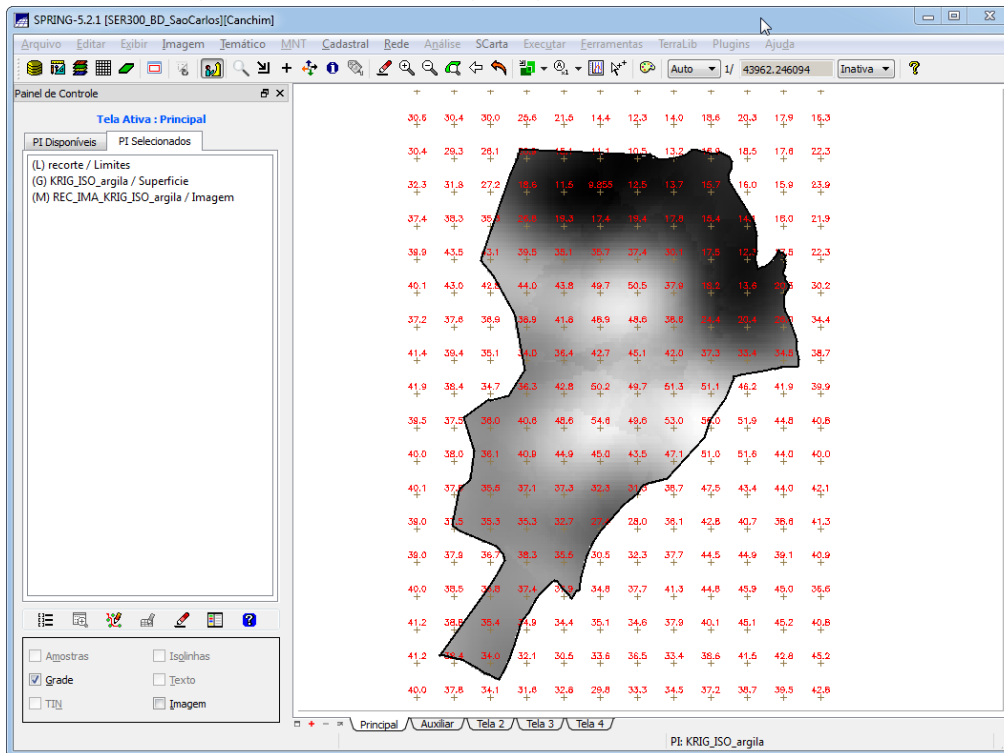 SPRING-5.2.1 [SER300_BD_SaoCarlos][Canchim]
Arquivo Editar Exibir Imagem Temático MNT Cadastral Rede Análise SCarta Executar Ferramentas TerraLib Plugins Ajuda
Auto 1/ 43962.246094 Inativa
Painel de Controle
Tela Ativa : Principal
PI Disponíveis PI Selecionados
(L) recorte / Limites
(G) KRIG_ISO_argila / Superficie
(M) REC_IMA_KRIG_ISO_argila / Imagem
Amostras Isolinhas
Grade Texto
TIN Imagem
30.4 30.0 25.6 21.5 14.4 12.3 14.0 18.6 20.3 17.9
30.4 29.3 26.1 10.5 13.2 18.5 17.6 22.3
32.3 31.8 27.2 11.5 9.855 12.5 13.7 15.7 16.0 15.9 23.9
37.4 38.3 19.3 17.4 19.4 17.8 15.4 18.0 21.9
43.5 43.1 39.5 35.1 35.7 37.4 17.5 12.3 22.3
40.1 43.0 44.0 43.8 49.7 50.5 37.9 18.2 13.6 30.2
37.2 37.6 36.9 38.9 41.8 48.9 48.6 38.5 20.4 34.4
41.4 39.4 35.1 34.0 36.4 42.7 45.1 42.0 37.3 33.4 34.8 38.7
41.9 38.4 34.7 36.3 42.8 50.2 49.7 51.3 51.1 46.2 41.9 39.9
37.5 38.0 40.6 48.6 54.6 49.6 53.0 51.9 44.8 40.8
40.0 38.0 36.1 40.9 44.9 45.0 43.5 47.1 51.0 51.6 44.0 40.0
40.1 35.5 37.1 37.3 32.3 38.7 47.5 43.4 44.0 42.1
39.0 37.5 35.3 35.3 32.7 28.0 36.1 42.8 40.7 38.6 41.3
39.0 37.9 36.7 38.3 35.5 30.5 32.3 37.7 44.5 44.9 39.1 40.9
40.0 38.5 37.4 34.8 37.7 41.3 44.8 45.9 45.0
41.2 35.4 34.9 34.4 35.1 34.6 37.9 40.1 45.1 45.2 40.8
41.2 34.0 32.1 30.5 33.6 36.5 33.4 38.6 41.5 42.8 45.2
40.0 37.8 34.1 31.6 32.8 29.8 33.3 34.5 37.2 38.7 39.5 42.8
Principal Auxiliar Tela 2 Tela 3 Tela 4
PI: KRIG_ISO_argila